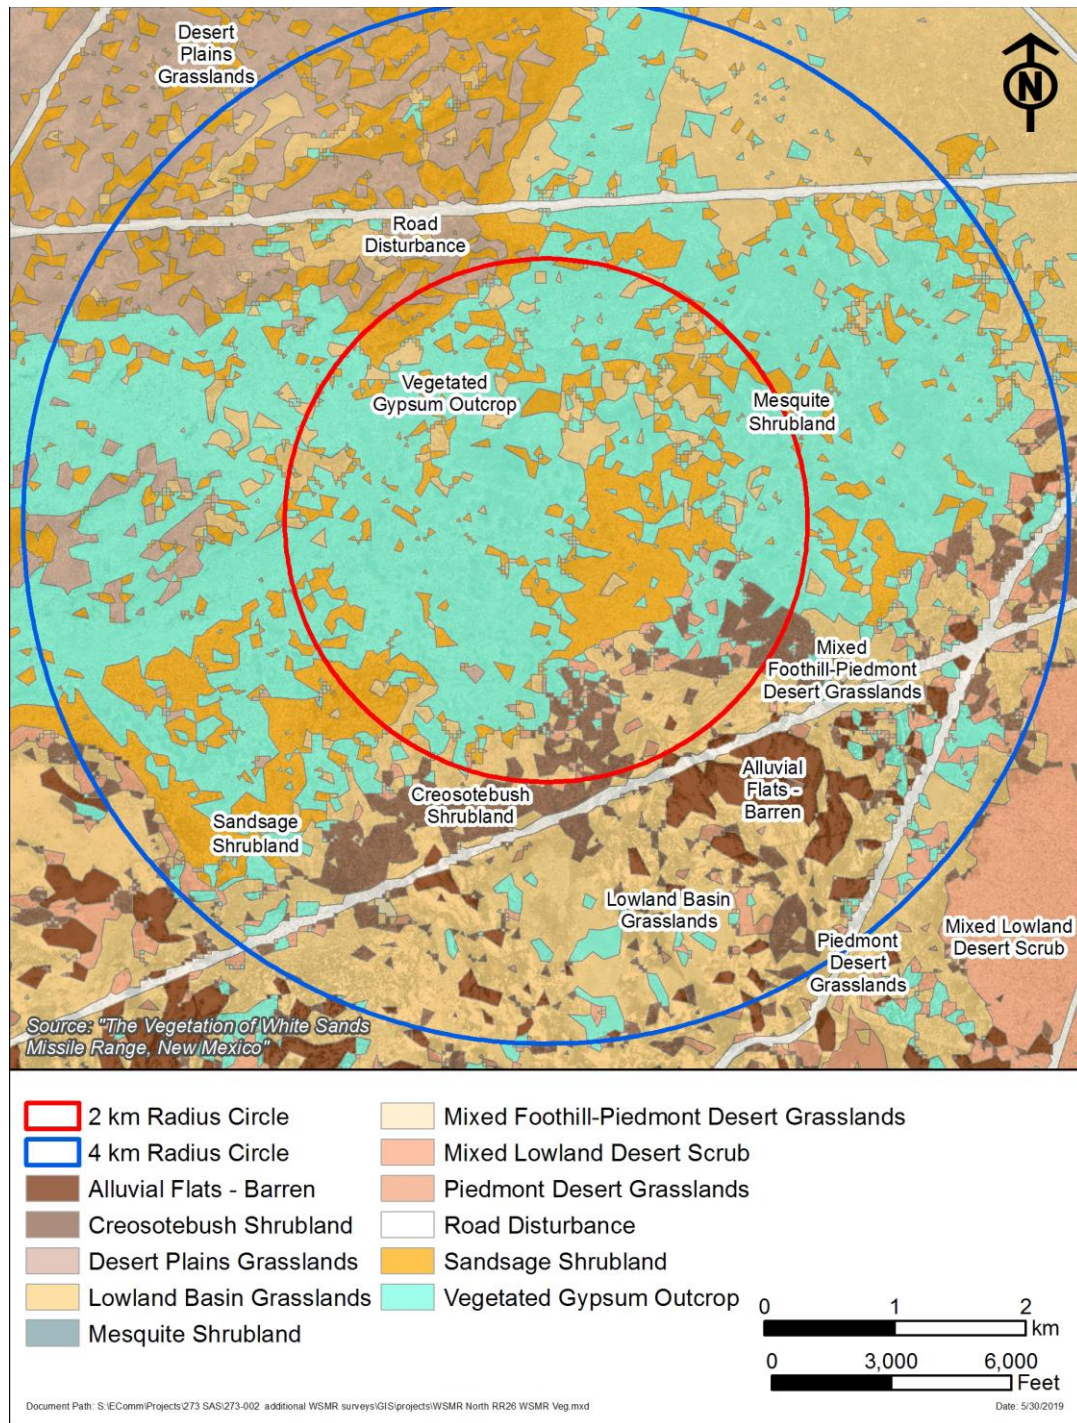 Desert
Plains
Grasslands
N
Road
Disturbance
Vegetated
Gypsum Outcrop
Mesquite
Shrubland
Mixed
Foothill-Piedmont
Desert Grasslands
Alluvial
Flats -
Barren
Creosotebush
Shrubland
Sandsage
Shrubland
Lowland Basin
Grasslands
Mixed Lowland
Desert Scrub
Piedmont
Desert
Grasslands
Source: "The Vegetation of White Sands
Missile Range, New Mexico"
2 km Radius Circle
4 km Radius Circle
Alluvial Flats - Barren
Creosotebush Shrubland
Desert Plains Grasslands
Lowland Basin Grasslands
Mesquite Shrubland
Mixed Foothill-Piedmont Desert Grasslands
Mixed Lowland Desert Scrub
Piedmont Desert Grasslands
Road Disturbance
Sandsage Shrubland
Vegetated Gypsum Outcrop
0 1 2
km
0 3,000 6,000
Feet
Document Path: S:\EComm\Projects\273 SAS\273-002 additional WSMR surveys\GIS\projects\WSMR North RR26 WSMR Veg.mxd
Date: 5/30/2019